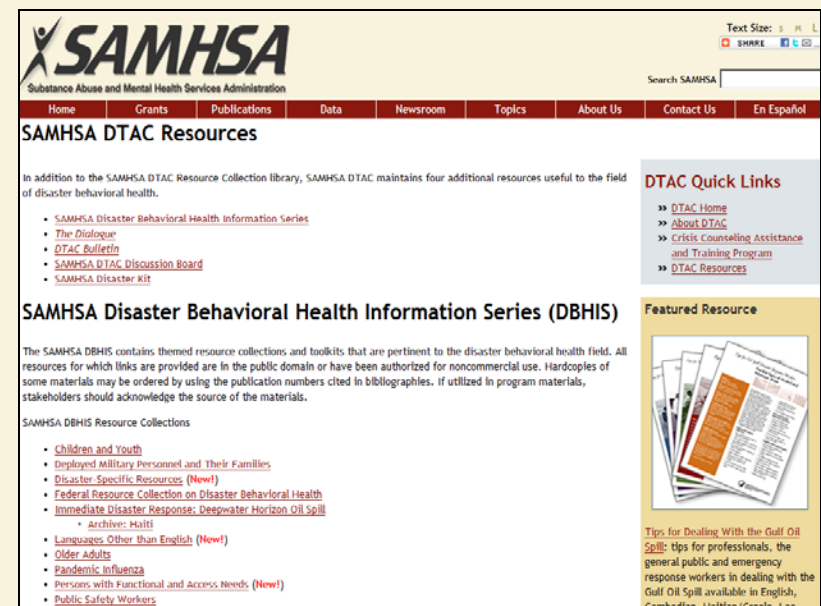 SAMHSA
Substance Abuse and Mental Health Services Administration
Text Size: S M L
SHARE
Search SAMHSA
Home Grants Publications Data Newsroom Topics About Us Contact Us En Español
SAMHSA DTAC Resources
In addition to the SAMHSA DTAC Resource Collection library, SAMHSA DTAC maintains four additional resources useful to the field
of disaster behavioral health.
• SAMHSA Disaster Behavioral Health Information Series
• The Dialogue
• DTAC Bulletin
• SAMHSA DTAC Discussion Board
• SAMHSA Disaster Kit
SAMHSA Disaster Behavioral Health Information Series (DBHIS)
The SAMHSA DBHIS contains themed resource collections and toolkits that are pertinent to the disaster behavioral health field. All
resources for which links are provided are in the public domain or have been authorized for noncommercial use. Hardcopies of
some materials may be ordered by using the publication numbers cited in bibliographies. If utilized in program materials,
stakeholders should acknowledge the source of the materials.
SAMHSA DBHIS Resource Collections
• Children and Youth
• Deployed Military Personnel and Their Families
• Disaster-Specific Resources (New!)
• Federal Resource Collection on Disaster Behavioral Health
• Immediate Disaster Response: Deepwater Horizon Oil Spill
• Archive: Haiti
• Languages Other than English (New!)
• Older Adults
• Pandemic Influenza
• Persons with Functional and Access Needs (New!)
• Public Safety Workers
DTAC Quick Links
» DTAC Home
» About DTAC
» Crisis Counseling Assistance
and Training Program
» DTAC Resources
Featured Resource
Tips for Dealing With the Gulf Oil
Spill: tips for professionals, the
general public and emergency
response workers in dealing with the
Gulf Oil Spill available in English,